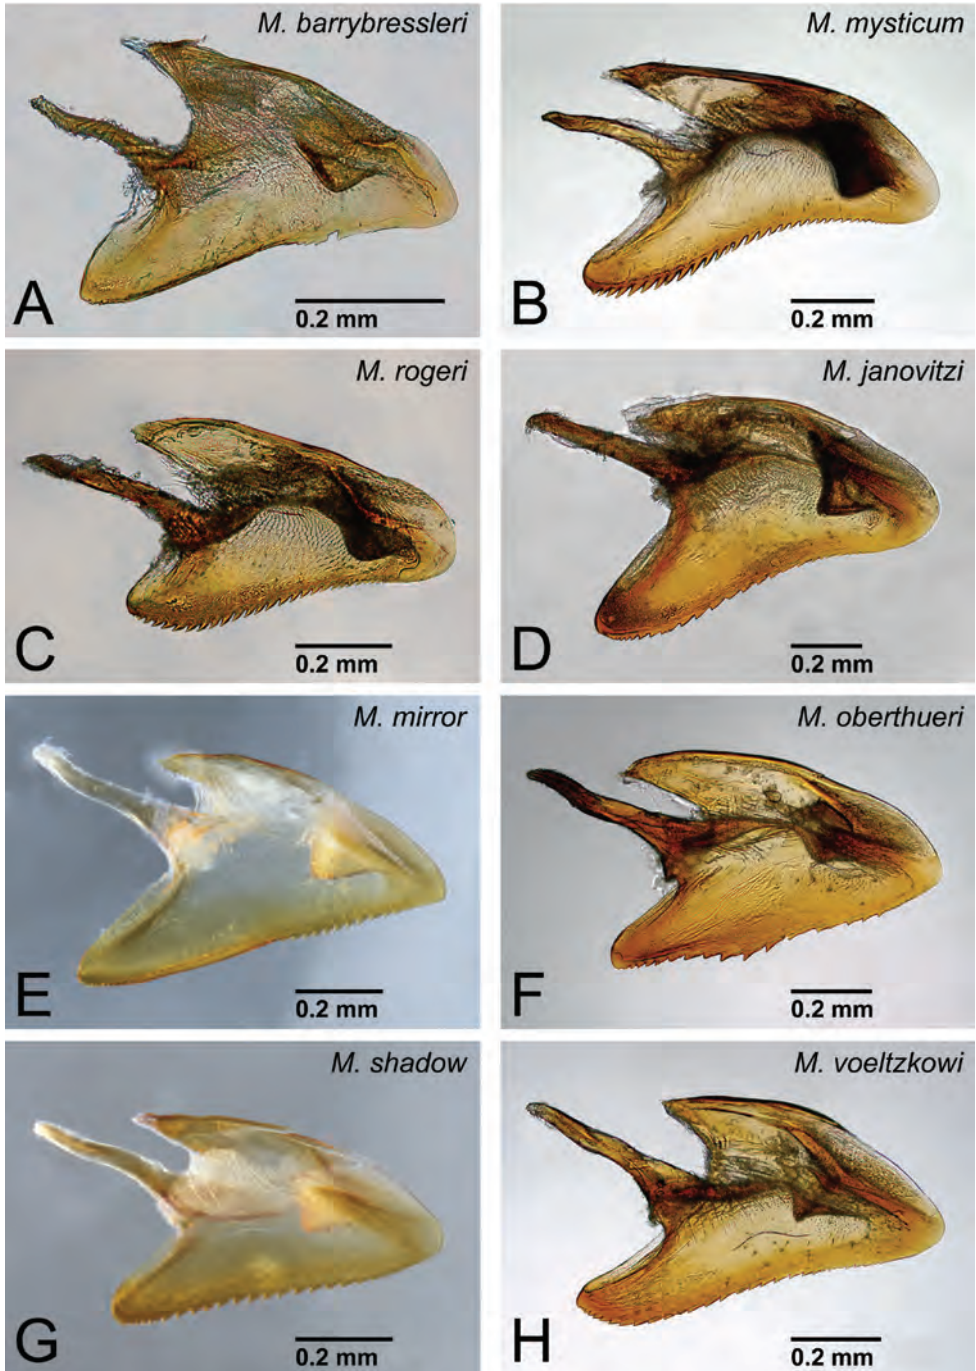 M. barrybressleri
A
0.2 mm
M. mysticum
B
0.2 mm
M. rogeri
C
0.2 mm
M. janovitzi
D
0.2 mm
M. mirror
E
0.2 mm
M. oberthueri
F
0.2 mm
M. shadow
G
0.2 mm
M. voeltzkowi
H
0.2 mm